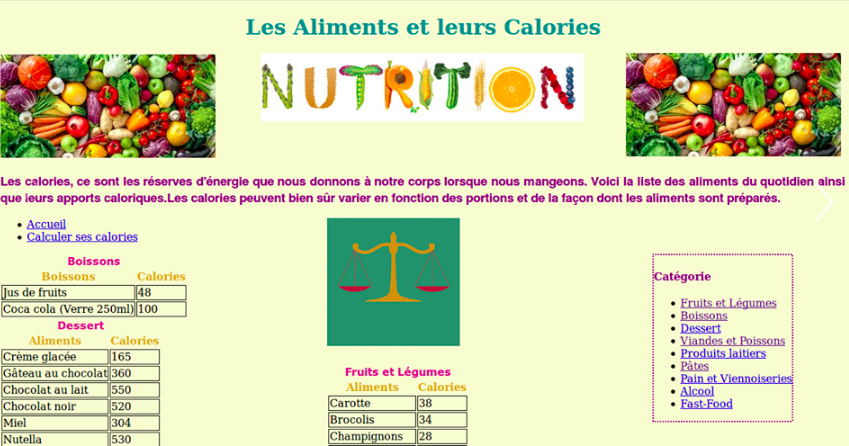 Les Aliments et leurs Calories
NUTRITION
Les calories, ce sont les réserves d'énergie que nous donnons à notre corps lorsque nous mangeons. Voici la liste des aliments du quotidien ainsi
que leurs apports caloriques.Les calories peuvent bien sûr varier en fonction des portions et de la façon dont les aliments sont préparés.
Accueil
Calculer ses calories
Boissons
Boissons Calories
Jus de fruits 48
Coca cola (Verre 250ml) 100
Dessert
Aliments Calories
Crème glacée 165
Gâteau au chocolat 360
Chocolat au lait 550
Chocolat noir 520
Miel 304
Nutella 530
Fruits et Légumes
Aliments Calories
Carotte 38
Brocolis 34
Champignons 28
Catégorie
Fruits et Légumes
Boissons
Dessert
Viandes et Poissons
Produits laitiers
Pâtes
Pain et Viennoiseries
Alcool
Fast-Food